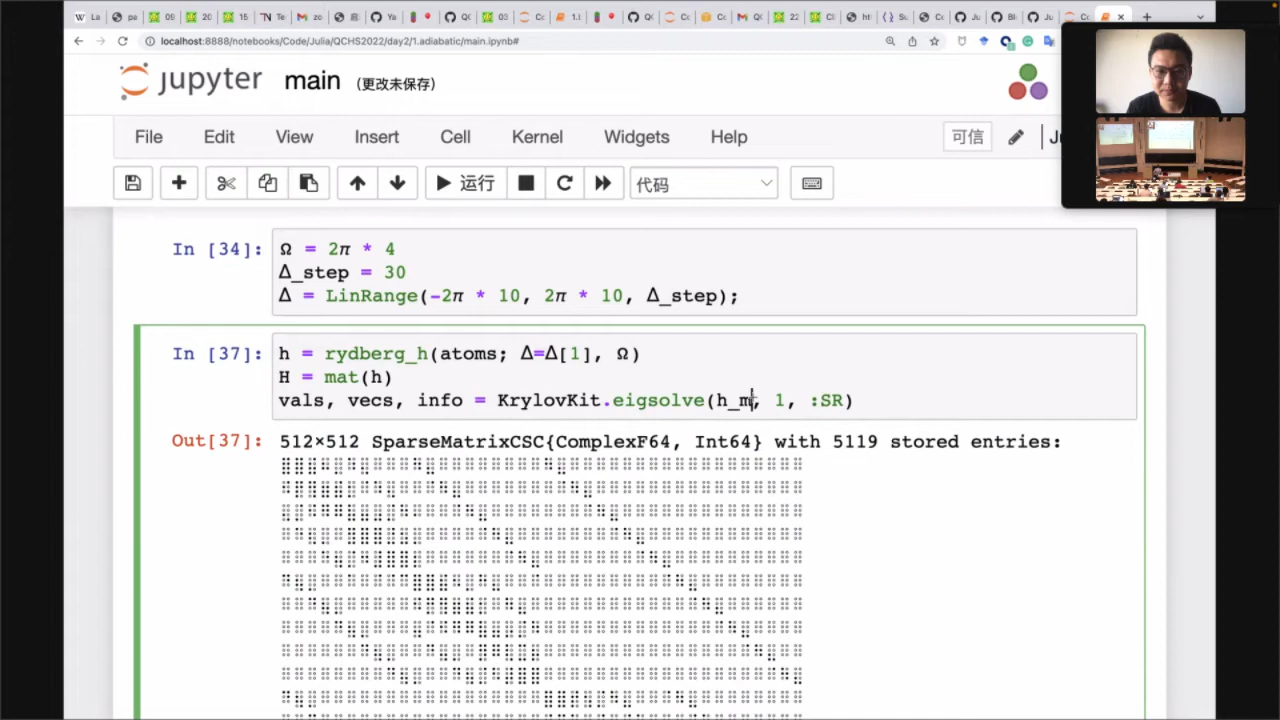 localhost:8888/notebooks/Code/Julia/QCHS2022/day2/1.adiabatic/main.ipynb#
jupyter main (更改未保存)
File Edit View Insert Cell Kernel Widgets Help 可信
运行 代码
In [34]: Ω = 2π * 4
Δ_step = 30
Δ = LinRange(-2π * 10, 2π * 10, Δ_step);
In [37]: h = rydberg_h(atoms; Δ=Δ[1], Ω)
H = mat(h)
vals, vecs, info = KrylovKit.eigsolve(h_m, 1, :SR)
Out[37]: 512×512 SparseMatrixCSC{ComplexF64, Int64} with 5119 stored entries: